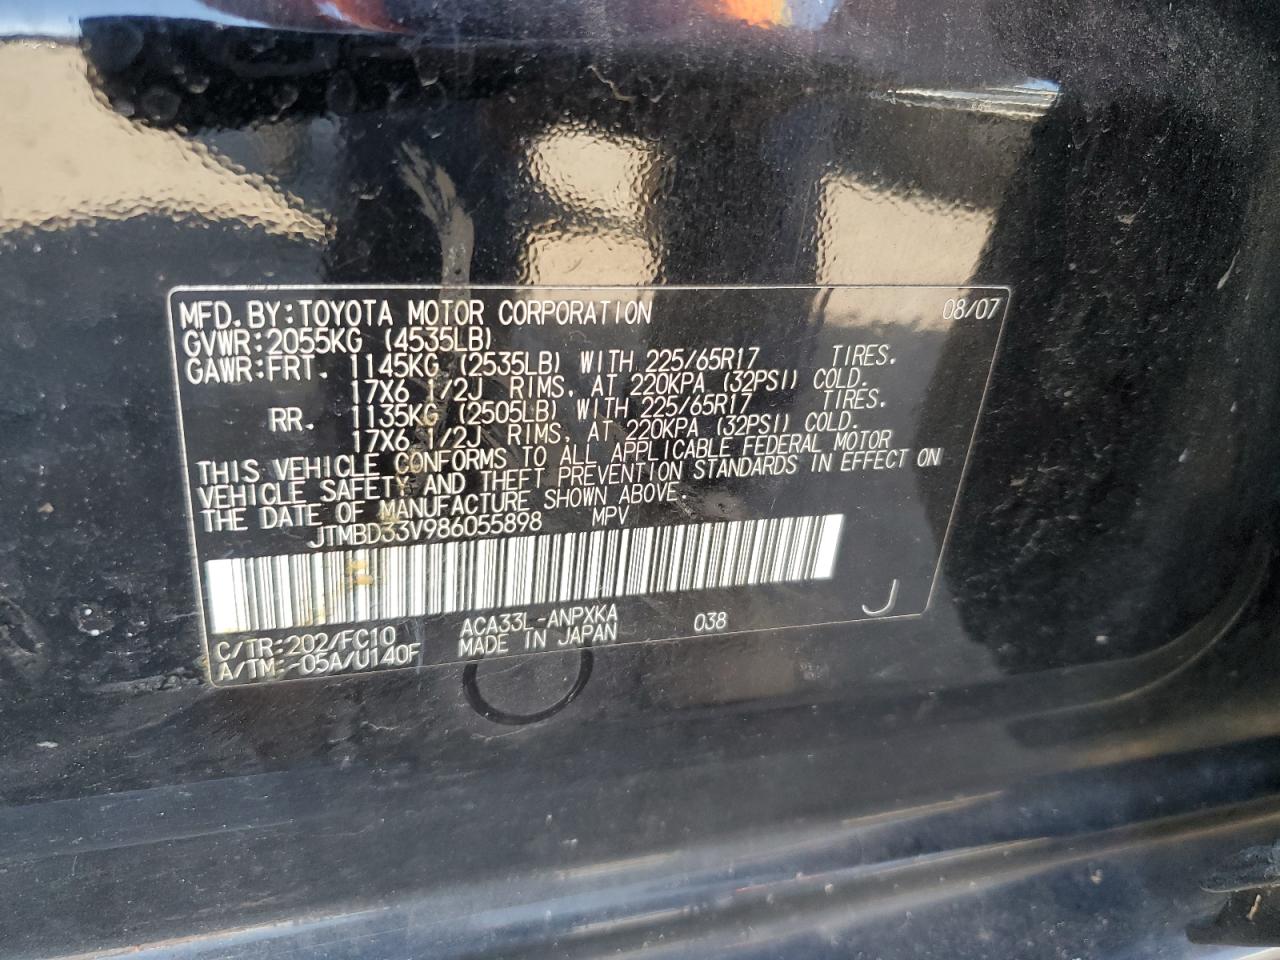 MFD. BY: TOYOTA MOTOR CORPORATION 08/07
GVWR: 2055KG (4535LB)
GAWR: FRT. 1145KG (2535LB) WITH 225/65R17 TIRES.
17X6 1/2J RIMS, AT 220KPA (32PSI) COLD.
RR. 1135KG (2505LB) WITH 225/65R17 TIRES.
17X6 1/2J RIMS, AT 220KPA (32PSI) COLD.
THIS VEHICLE CONFORMS TO ALL APPLICABLE FEDERAL MOTOR
VEHICLE SAFETY AND THEFT PREVENTION STANDARDS IN EFFECT ON
THE DATE OF MANUFACTURE SHOWN ABOVE.
JTMBD33V986055898 MPV
C/TR: 202/FC10 ACA33L-ANPXKA 038 J
A/TM: -05A/U140F MADE IN JAPAN